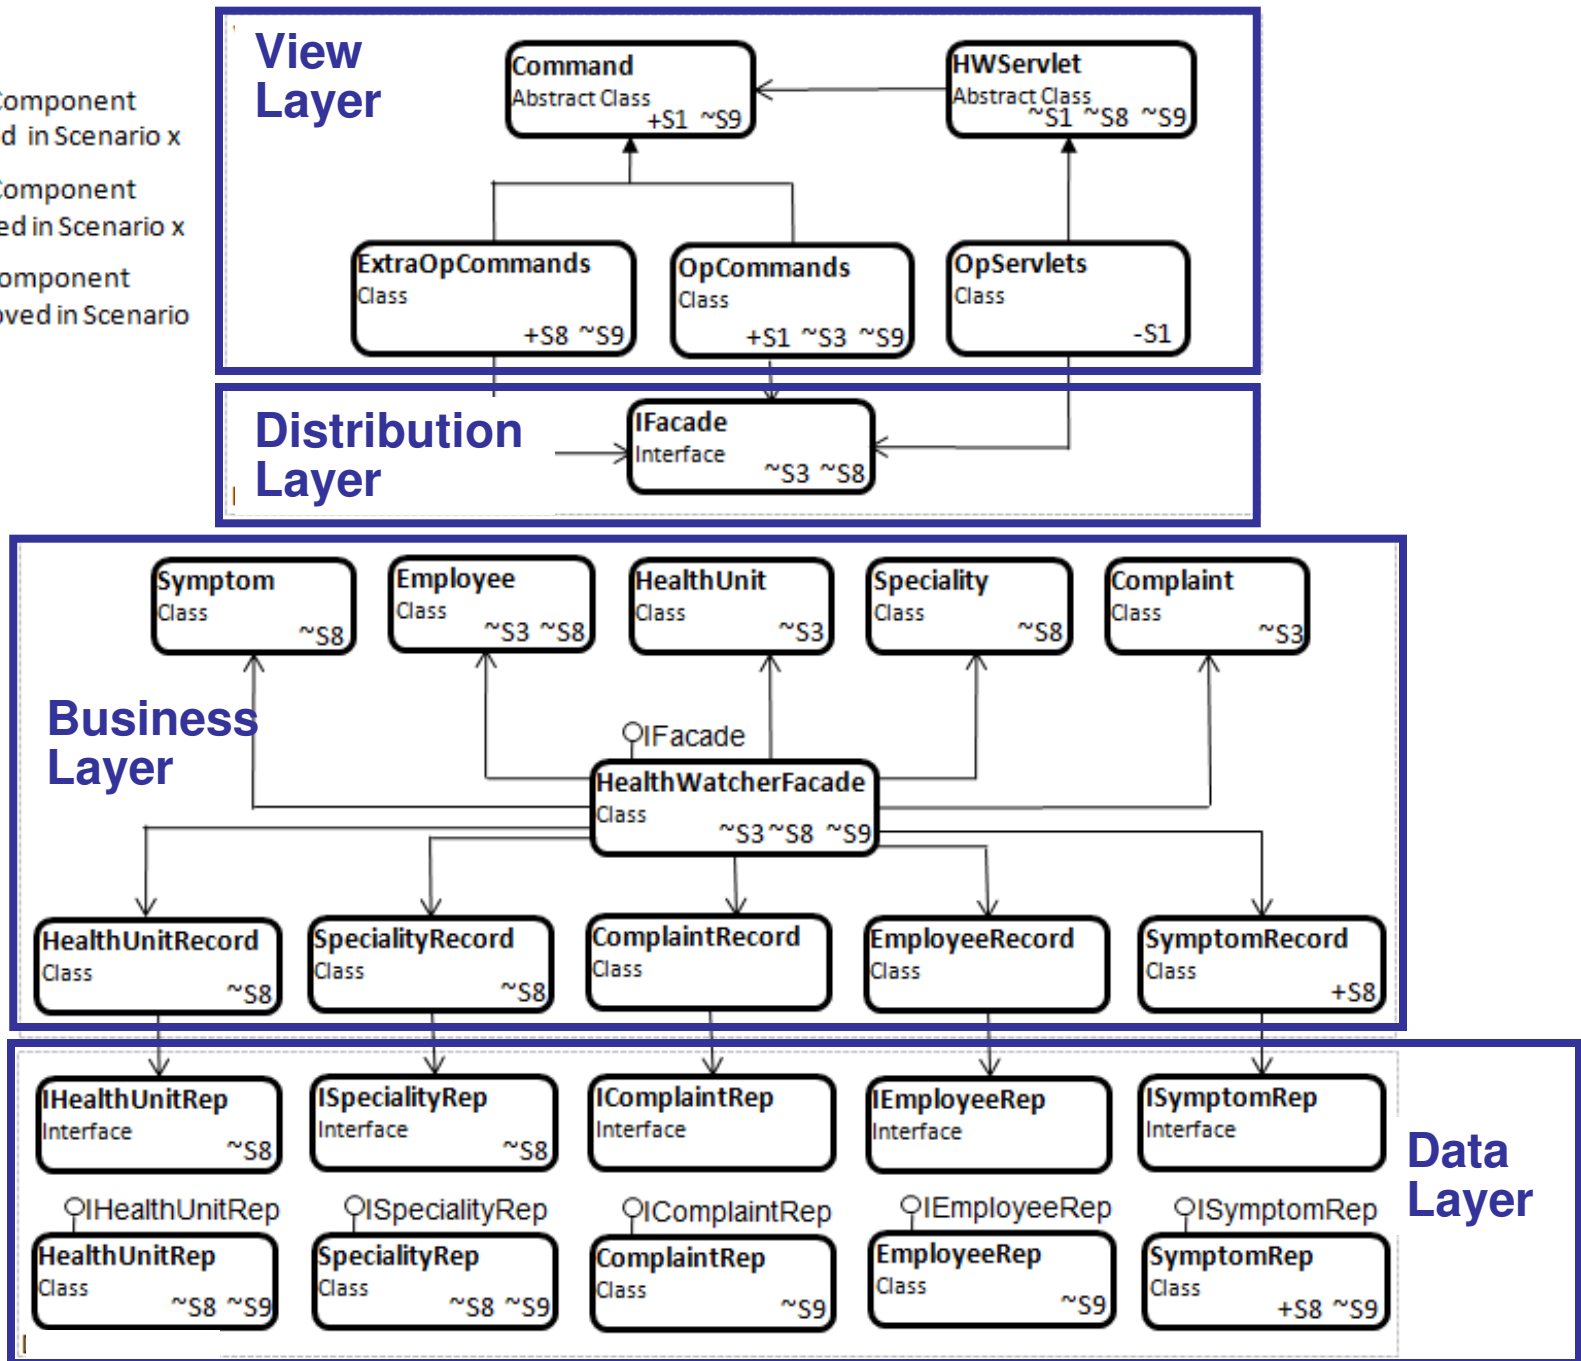 View
Layer
Component
in Scenario x
Component
in Scenario x
in Scenario
Command
Abstract Class
+S1 ~S9
HWServlet
Abstract Class
~S1 ~S8 ~S9
ExtraOpCommands
Class
+S8 ~S9
OpCommands
Class
+S1 ~S3 ~S9
OpServlets
Class
-S1
Distribution
Layer
IFacade
Interface
~S3 ~S8
Symptom
Class
~S8
Employee
Class
~S3 ~S8
HealthUnit
Class
~S3
Speciality
Class
~S8
Complaint
Class
~S3
Business
Layer
IFacade
HealthWatcherFacade
Class
~S3 ~S8 ~S9
HealthUnitRecord
Class
~S8
SpecialityRecord
Class
~S8
ComplaintRecord
Class
EmployeeRecord
Class
SymptomRecord
Class
+S8
IHealthUnitRep
Interface
~S8
ISpecialityRep
Interface
~S8
IComplaintRep
Interface
IEmployeeRep
Interface
ISymptomRep
Interface
Data
Layer
IHealthUnitRep
HealthUnitRep
Class
~S8 ~S9
ISpecialityRep
SpecialityRep
Class
~S8 ~S9
IComplaintRep
ComplaintRep
Class
~S9
IEmployeeRep
EmployeeRep
Class
~S9
ISymptomRep
SymptomRep
Class
+S8 ~S9